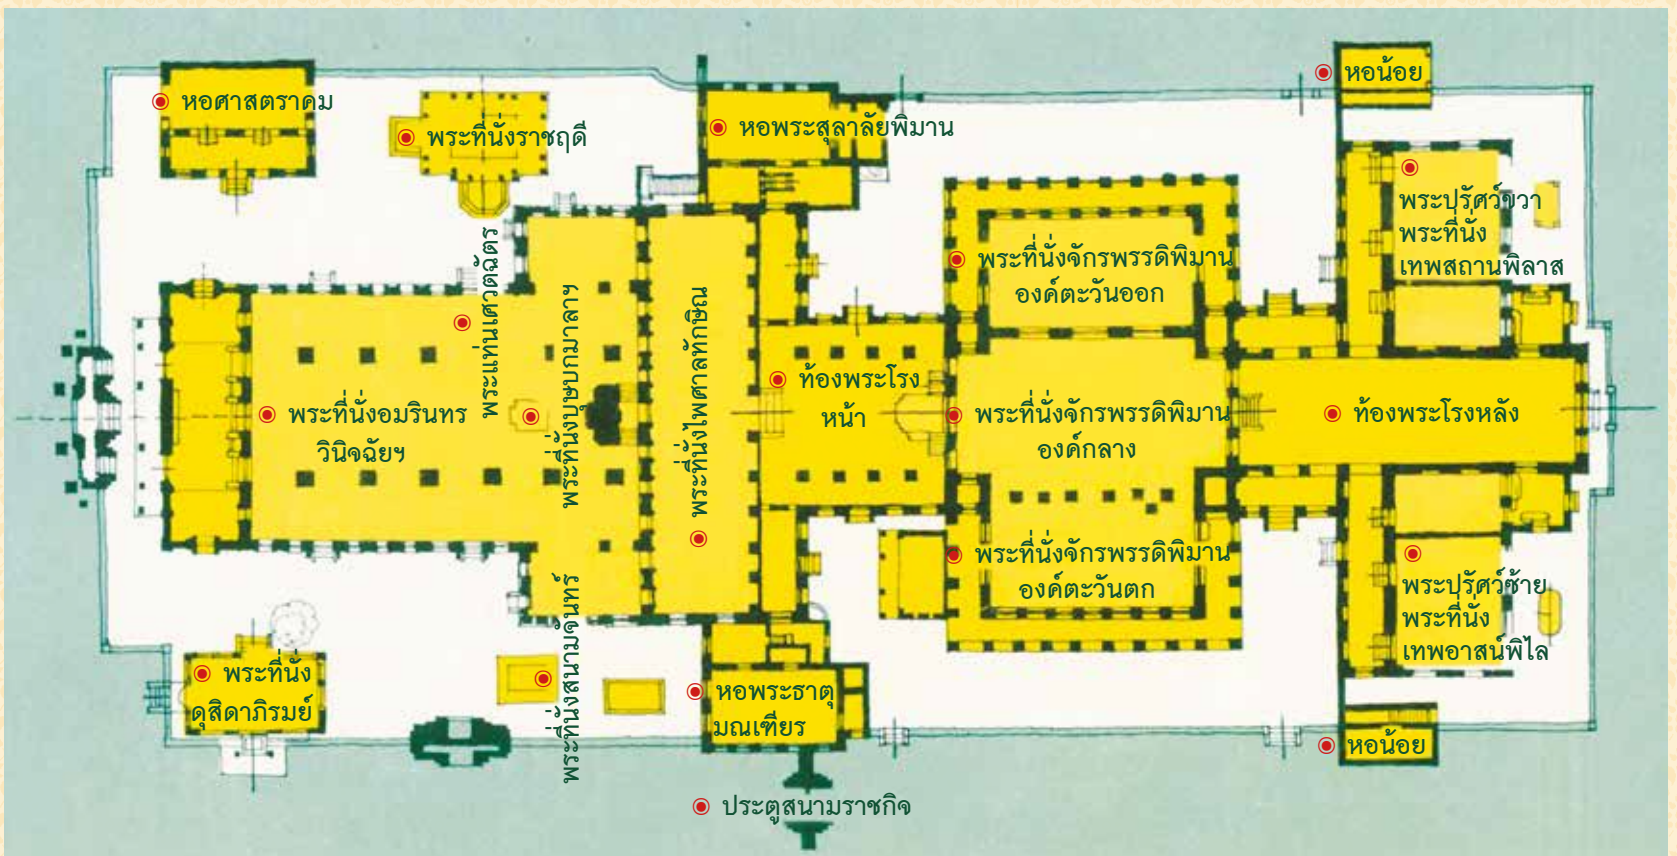 หอศาสตราคม
พระที่นั่งราชฤดี
หอพระสุลาลัยพิมาน
หอน้อย
พระปรัศว์ขวา
พระที่นั่ง
เทพสถานพิลาส
พระแท่นเศวตฉัตร
พระที่นั่งบุษบกมาลาฯ
พระที่นั่งไพศาลทักษิณ
พระที่นั่งจักรพรรดิพิมาน
องค์ตะวันออก
พระที่นั่งอมรินทร
วินิจฉัยฯ
ท้องพระโรง
หน้า
พระที่นั่งจักรพรรดิพิมาน
องค์กลาง
ท้องพระโรงหลัง
พระที่นั่งจักรพรรดิพิมาน
องค์ตะวันตก
พระปรัศว์ซ้าย
พระที่นั่ง
เทพอาสน์พิไล
พระที่นั่ง
ดุสิดาภิรมย์
พระที่นั่งสนามจันทร์
หอพระธาตุ
มณเฑียร
หอน้อย
ประตูสนามราชกิจ